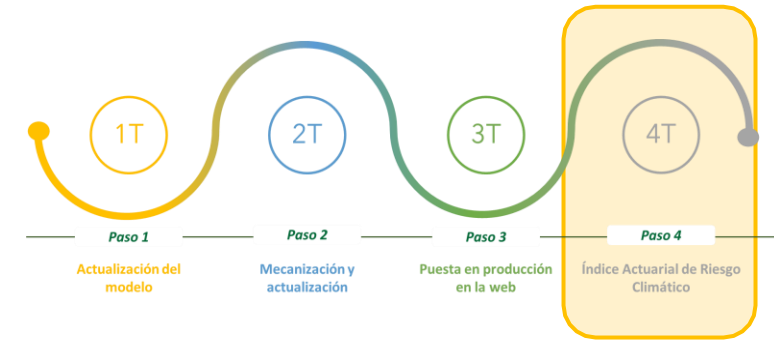 1T
2T
3T
4T
Paso 1
Paso 2
Paso 3
Paso 4
Actualización del
modelo
Mecanización y
actualización
Puesta en producción
en la web
Índice Actuarial de Riesgo
Climático